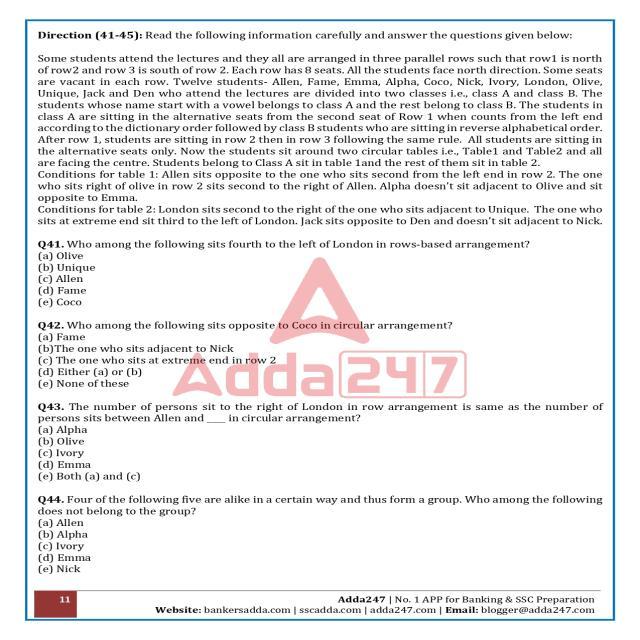 Direction (41-45): Read the following information carefully and answer the questions given below:
Some students attend the lectures and they all are arranged in three parallel rows such that row1 is north
of row2 and row 3 is south of row 2. Each row has 8 seats. All the students face north direction. Some seats
are vacant in each row. Twelve students- Allen, Fame, Emma, Alpha, Coco, Nick, Ivory, London, Olive,
Unique, Jack and Den who attend the lectures are divided into two classes i.e., class A and class B. The
students whose name start with a vowel belongs to class A and the rest belong to class B. The students in
class A are sitting in the alternative seats from the second seat of Row 1 when counts from the left end
according to the dictionary order followed by class B students who are sitting in reverse alphabetical order.
After row 1, students are sitting in row 2 then in row 3 following the same rule. All students are sitting in
the alternative seats only. Now the students sit around two circular tables i.e., Table1 and Table2 and all
are facing the centre. Students belong to Class A sit in table 1and the rest of them sit in table 2.
Conditions for table 1: Allen sits opposite to the one who sits second from the left end in row 2. The one
who sits right of olive in row 2 sits second to the right of Allen. Alpha doesn't sit adjacent to Olive and sit
opposite to Emma.
Conditions for table 2: London sits second to the right of the one who sits adjacent to Unique. The one who
sits at extreme end sit third to the left of London. Jack sits opposite to Den and doesn't sit adjacent to Nick.
Q41. Who among the following sits fourth to the left of London in rows-based arrangement?
(a) Olive
(b) Unique
(c) Allen
(d) Fame
(e) Coco
Q42. Who among the following sits opposite to Coco in circular arrangement?
(a) Fame
(b)The one who sits adjacent to Nick
(c) The one who sits at extreme end in row 2
(d) Either (a) or (b)
(e) None of these
Adda247
Q43. The number of persons sit to the right of London in row arrangement is same as the number of
persons sits between Allen and ___ in circular arrangement?
(a) Alpha
(b) Olive
(c) Ivory
(d) Emma
(e) Both (a) and (c)
Q44. Four of the following five are alike in a certain way and thus form a group. Who among the following
does not belong to the group?
(a) Allen
(b) Alpha
(c) Ivory
(d) Emma
(e) Nick
11
Adda247 | No. 1 APP for Banking & SSC Preparation
Website: bankersadda.com | sscadda.com | adda247.com | Email: blogger@adda247.com